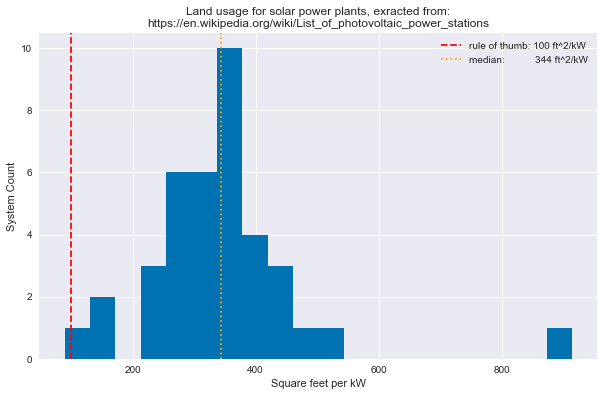 Land usage for solar power plants, exracted from:
https://en.wikipedia.org/wiki/List_of_photovoltaic_power_stations
rule of thumb: 100 ft^2/kW
median: 344 ft^2/kW
System Count
10
8
6
4
2
0
200
400
600
800
Square feet per kW